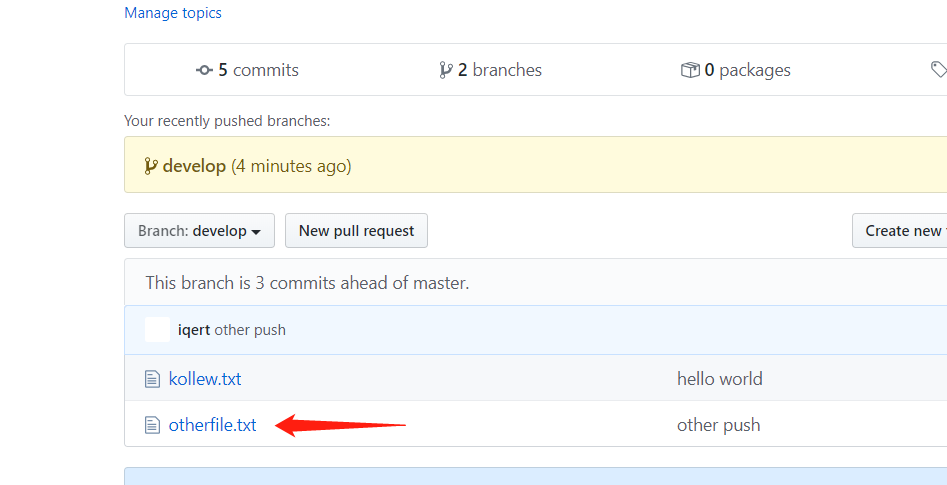 Manage topics
5 commits 2 branches 0 packages
Your recently pushed branches:
develop (4 minutes ago)
Branch: develop New pull request Create new
This branch is 3 commits ahead of master.
iqert other push
kollew.txt hello world
otherfile.txt other push